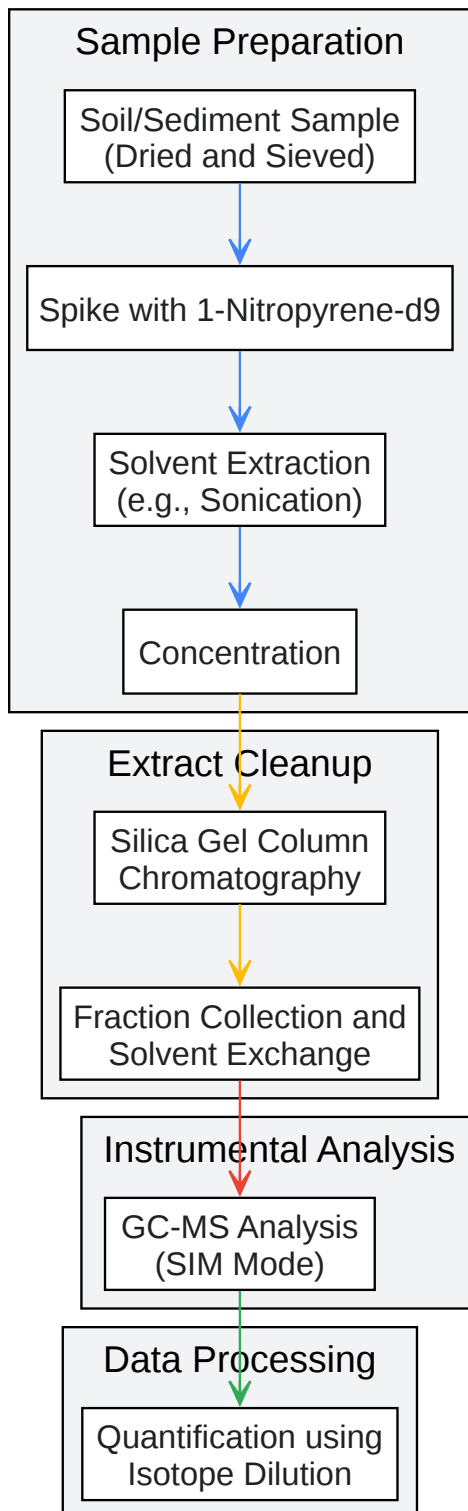 Sample Preparation
Soil/Sediment Sample
(Dried and Sieved)
Spike with 1-Nitropyrene-d9
Solvent Extraction
(e.g., Sonication)
Concentration
Extract Cleanup
Silica Gel Column
Chromatography
Fraction Collection and
Solvent Exchange
Instrumental Analysis
GC-MS Analysis
(SIM Mode)
Data Processing
Quantification using
Isotope Dilution